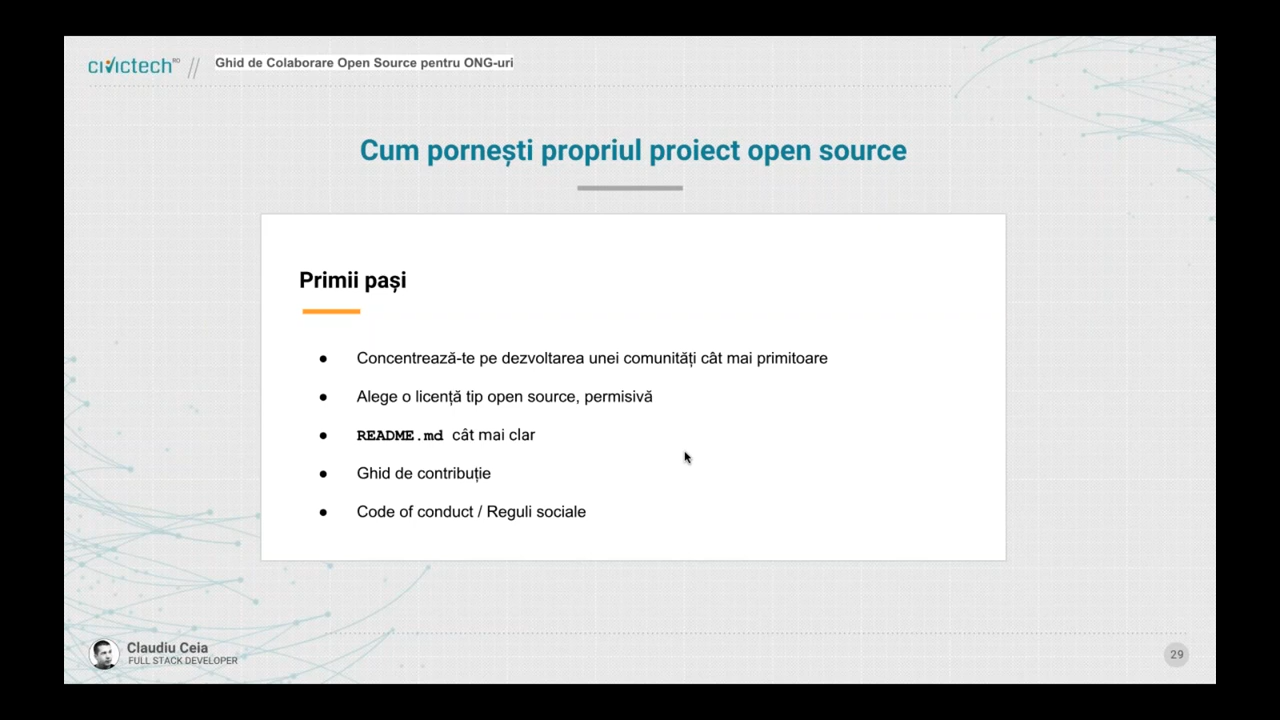 civictech RO // Ghid de Colaborare Open Source pentru ONG-uri
Cum pornești propriul proiect open source
Primii pași
● Concentrează-te pe dezvoltarea unei comunități cât mai primitoare
● Alege o licență tip open source, permisivă
● README.md cât mai clar
● Ghid de contribuție
● Code of conduct / Reguli sociale
Claudiu Ceia
FULL STACK DEVELOPER
29